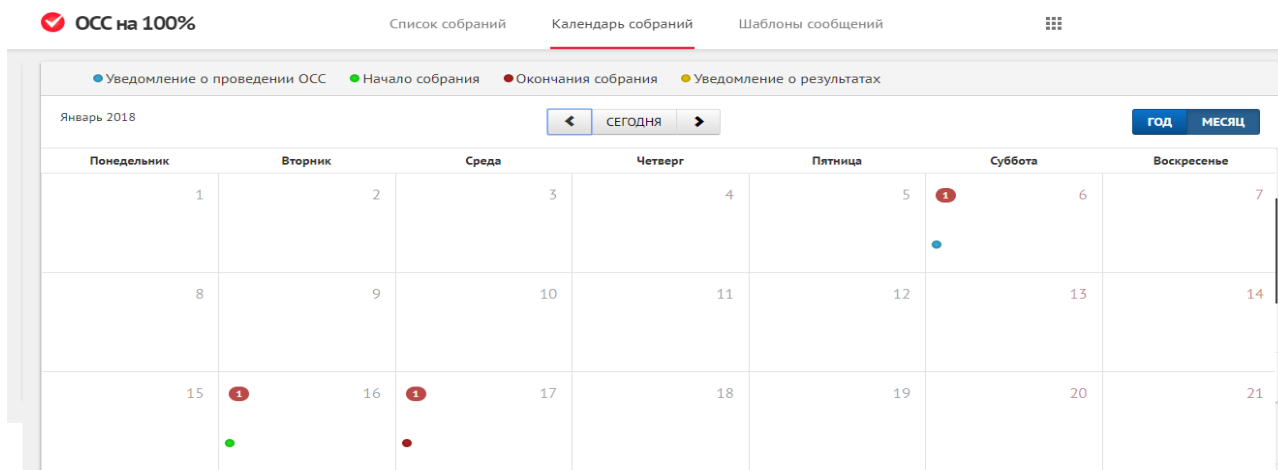 ОСС на 100% Список собраний Календарь собраний Шаблоны сообщений
Уведомление о проведении ОСС Начало собрания Окончания собрания Уведомление о результатах
Январь 2018 СЕГОДНЯ ГОД МЕСЯЦ
Понедельник Вторник Среда Четверг Пятница Суббота Воскресенье
1 2 3 4 5 1 6 7
8 9 10 11 12 13 14
15 1 16 1 17 18 19 20 21